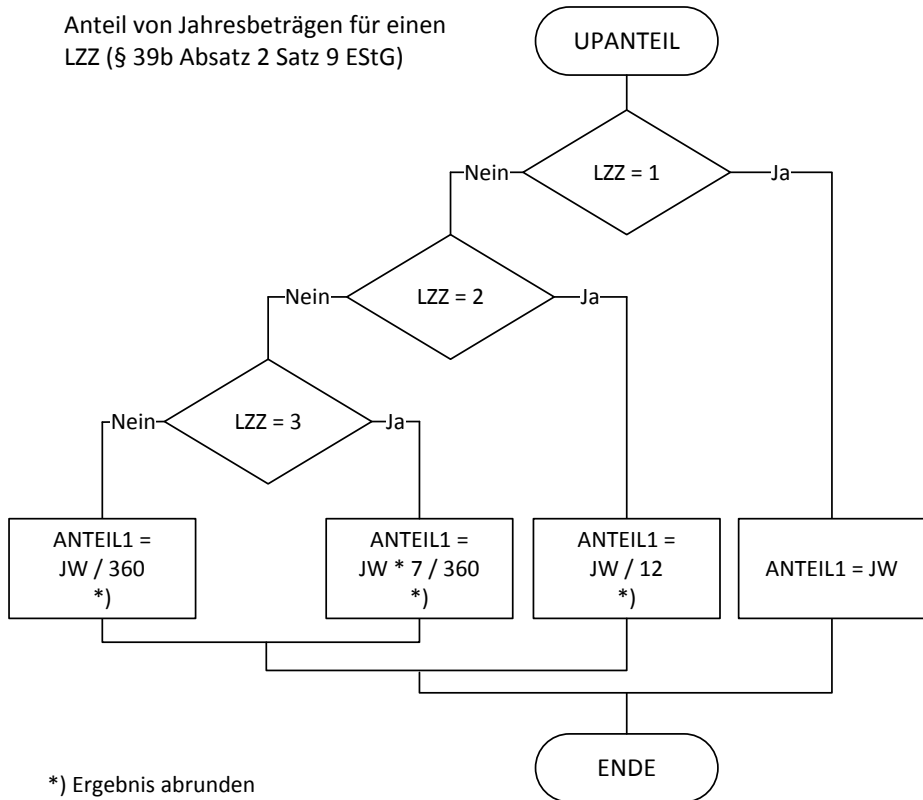 Anteil von Jahresbeträgen für einen
LZZ (§ 39b Absatz 2 Satz 9 EStG)
UPANTEIL
LZZ = 1
Nein
Ja
LZZ = 2
Nein
Ja
LZZ = 3
Nein
Ja
ANTEIL1 =
JW / 360
*)
ANTEIL1 =
JW * 7 / 360
*)
ANTEIL1 =
JW / 12
*)
ANTEIL1 = JW
ENDE
*) Ergebnis abrunden